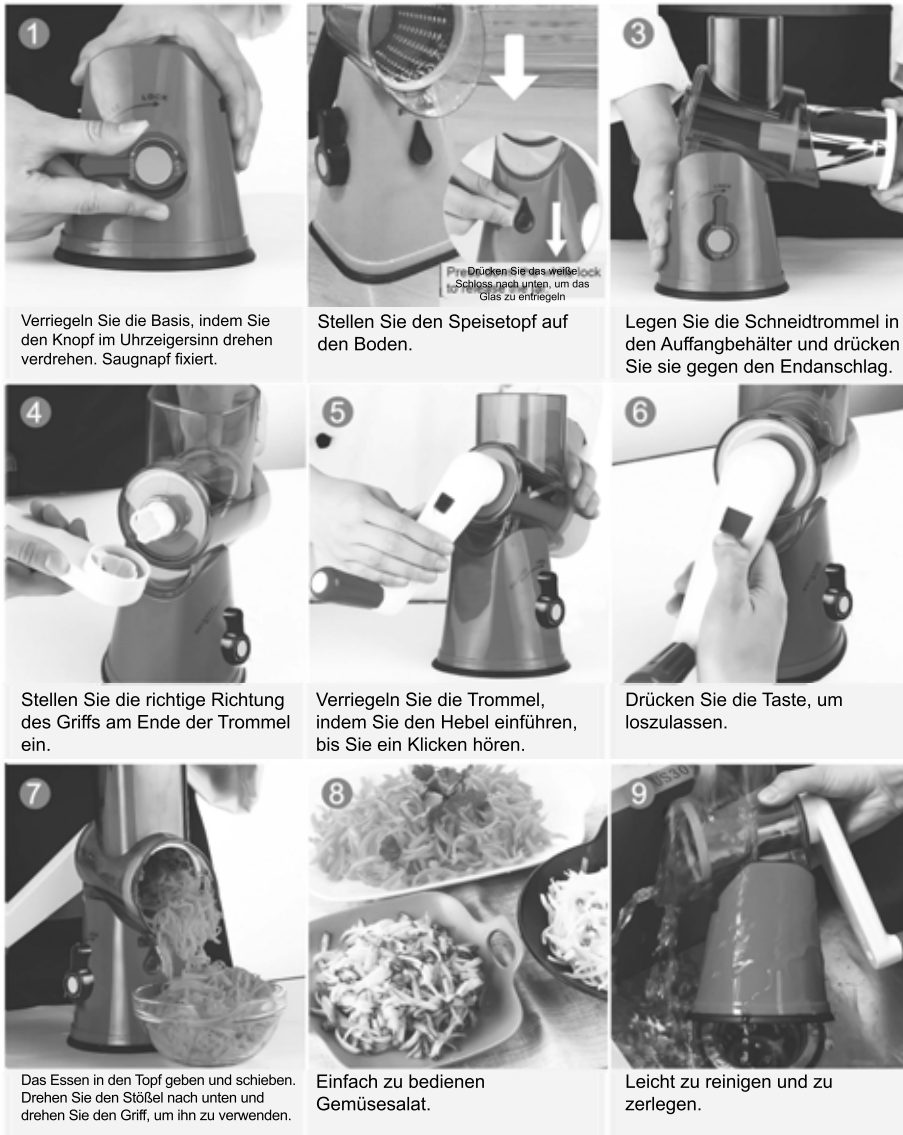 1
LOCK
Drücken Sie das weiße
Schloss nach unten, um das
Glas zu entriegeln
3
Verriegeln Sie die Basis, indem Sie
den Knopf im Uhrzeigersinn drehen
verdrehen. Saugnapf fixiert.
Stellen Sie den Speisetopf auf
den Boden.
Legen Sie die Schneidtrommel in
den Auffangbehälter und drücken
Sie sie gegen den Endanschlag.
4
5
6
Stellen Sie die richtige Richtung
des Griffs am Ende der Trommel
ein.
Verriegeln Sie die Trommel,
indem Sie den Hebel einführen,
bis Sie ein Klicken hören.
Drücken Sie die Taste, um
loszulassen.
7
8
9
Das Essen in den Topf geben und schieben.
Drehen Sie den Stößel nach unten und
drehen Sie den Griff, um ihn zu verwenden.
Einfach zu bedienen
Gemüsesalat.
Leicht zu reinigen und zu
zerlegen.